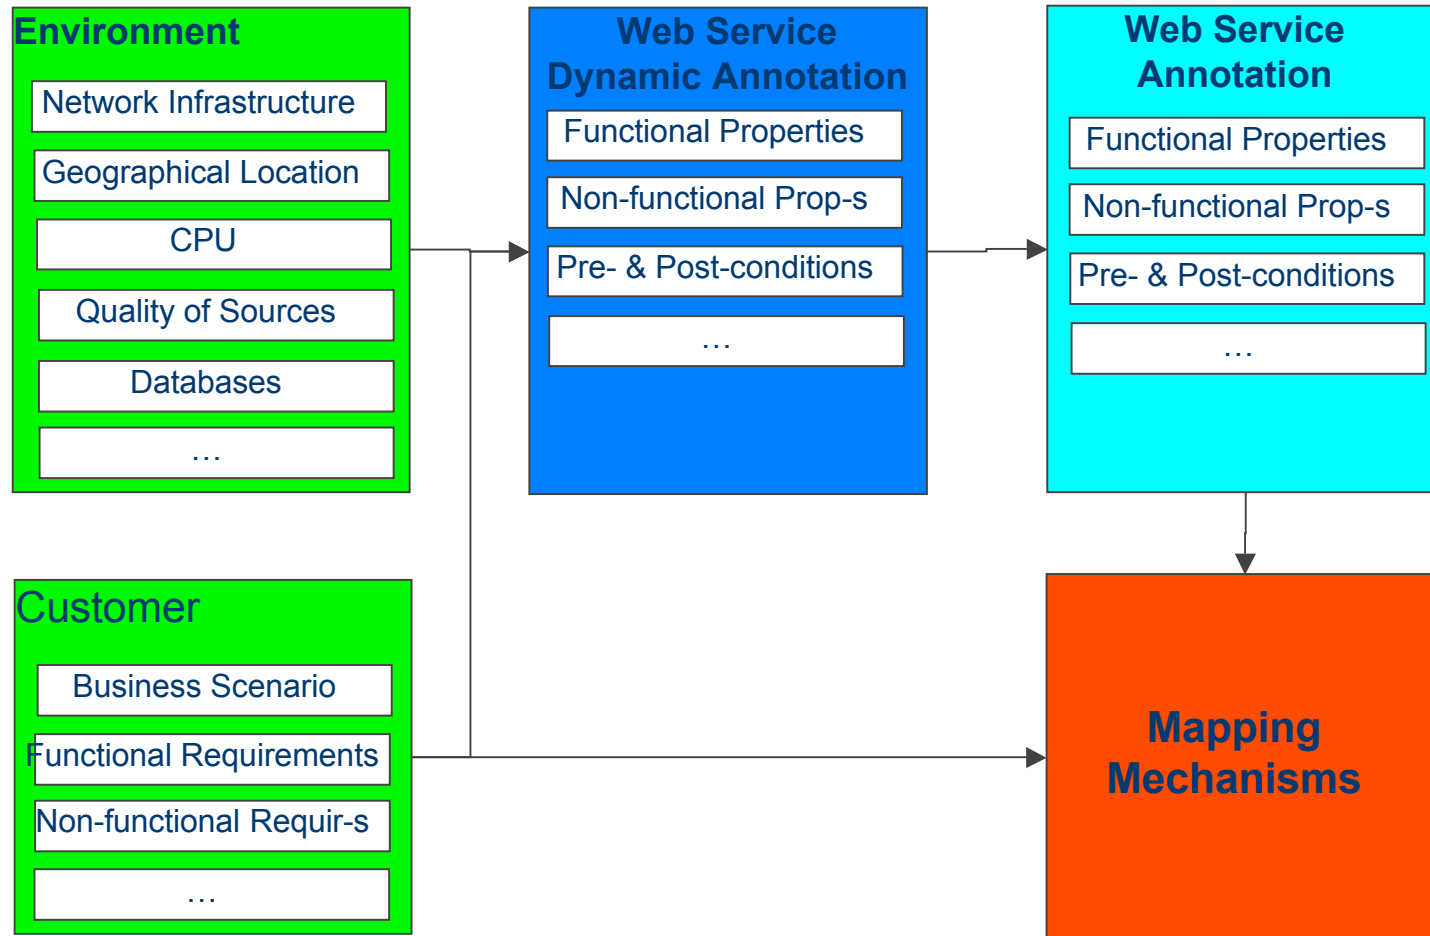 Environment
Network Infrastructure
Geographical Location
CPU
Quality of Sources
Databases
…
Web Service
Dynamic Annotation
Functional Properties
Non-functional Prop-s
Pre- & Post-conditions
…
Web Service
Annotation
Functional Properties
Non-functional Prop-s
Pre- & Post-conditions
…
Customer
Business Scenario
Functional Requirements
Non-functional Requir-s
…
Mapping
Mechanisms